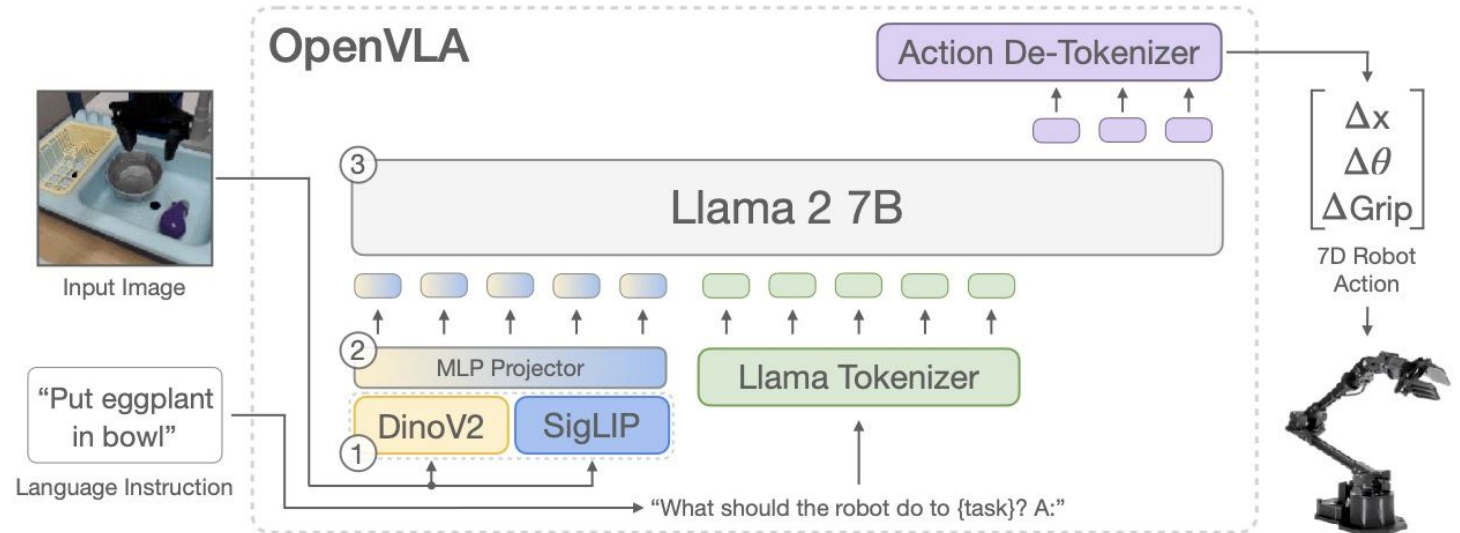 OpenVLA
Action De-Tokenizer
Δx
Δθ
ΔGrip
7D Robot
Action
Input Image
3
Llama 2 7B
2
MLP Projector
Llama Tokenizer
DinoV2
SigLIP
1
“Put eggplant
in bowl”
Language Instruction
“What should the robot do to {task}? A:”